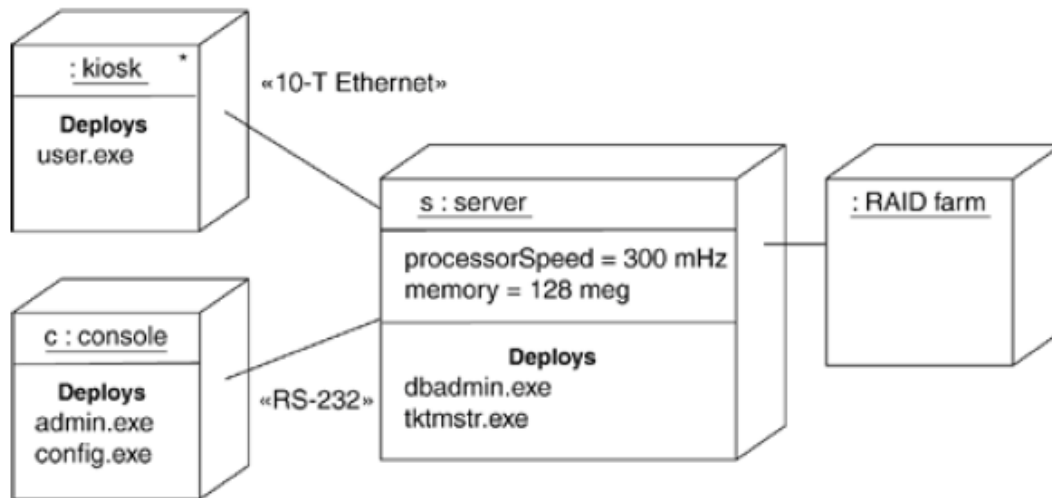 : kiosk *
Deploys
user.exe
«10-T Ethernet»
c : console
Deploys
admin.exe
config.exe
«RS-232»
s : server
processorSpeed = 300 mHz
memory = 128 meg
Deploys
dbadmin.exe
tktmstr.exe
: RAID farm